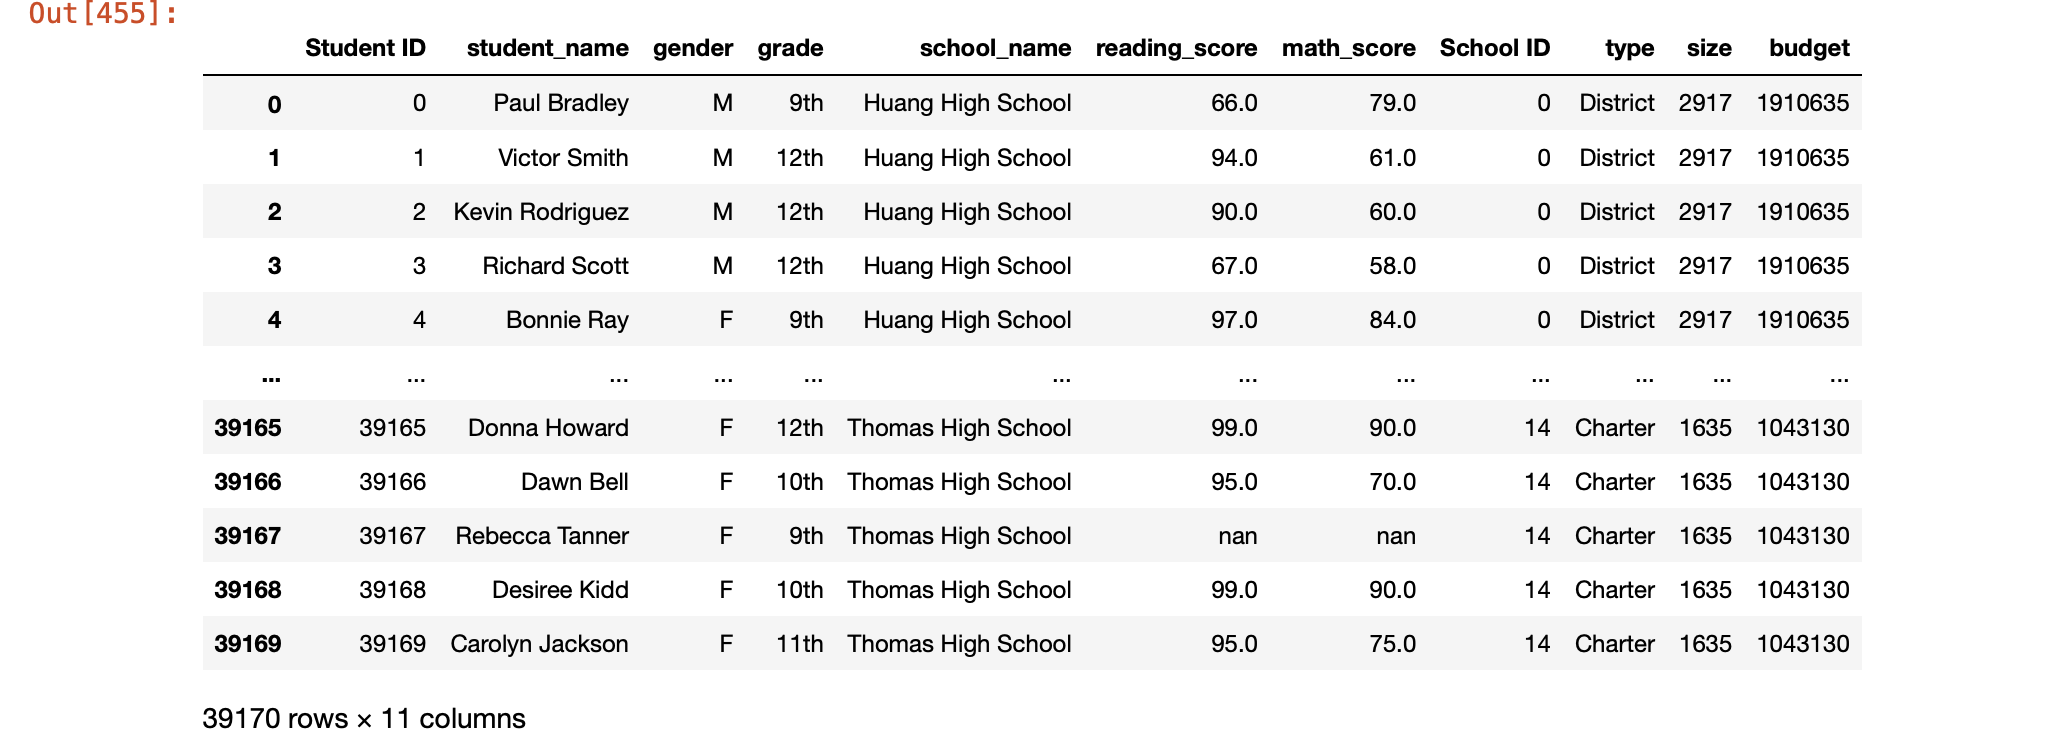 Out[455]:
Student ID student_name gender grade school_name reading_score math_score School ID type size budget
0 0 Paul Bradley M 9th Huang High School 66.0 79.0 0 District 2917 1910635
1 1 Victor Smith M 12th Huang High School 94.0 61.0 0 District 2917 1910635
2 2 Kevin Rodriguez M 12th Huang High School 90.0 60.0 0 District 2917 1910635
3 3 Richard Scott M 12th Huang High School 67.0 58.0 0 District 2917 1910635
4 4 Bonnie Ray F 9th Huang High School 97.0 84.0 0 District 2917 1910635
... ... ... ... ... ... ... ... ... ... ... ...
39165 39165 Donna Howard F 12th Thomas High School 99.0 90.0 14 Charter 1635 1043130
39166 39166 Dawn Bell F 10th Thomas High School 95.0 70.0 14 Charter 1635 1043130
39167 39167 Rebecca Tanner F 9th Thomas High School nan nan 14 Charter 1635 1043130
39168 39168 Desiree Kidd F 10th Thomas High School 99.0 90.0 14 Charter 1635 1043130
39169 39169 Carolyn Jackson F 11th Thomas High School 95.0 75.0 14 Charter 1635 1043130
39170 rows × 11 columns